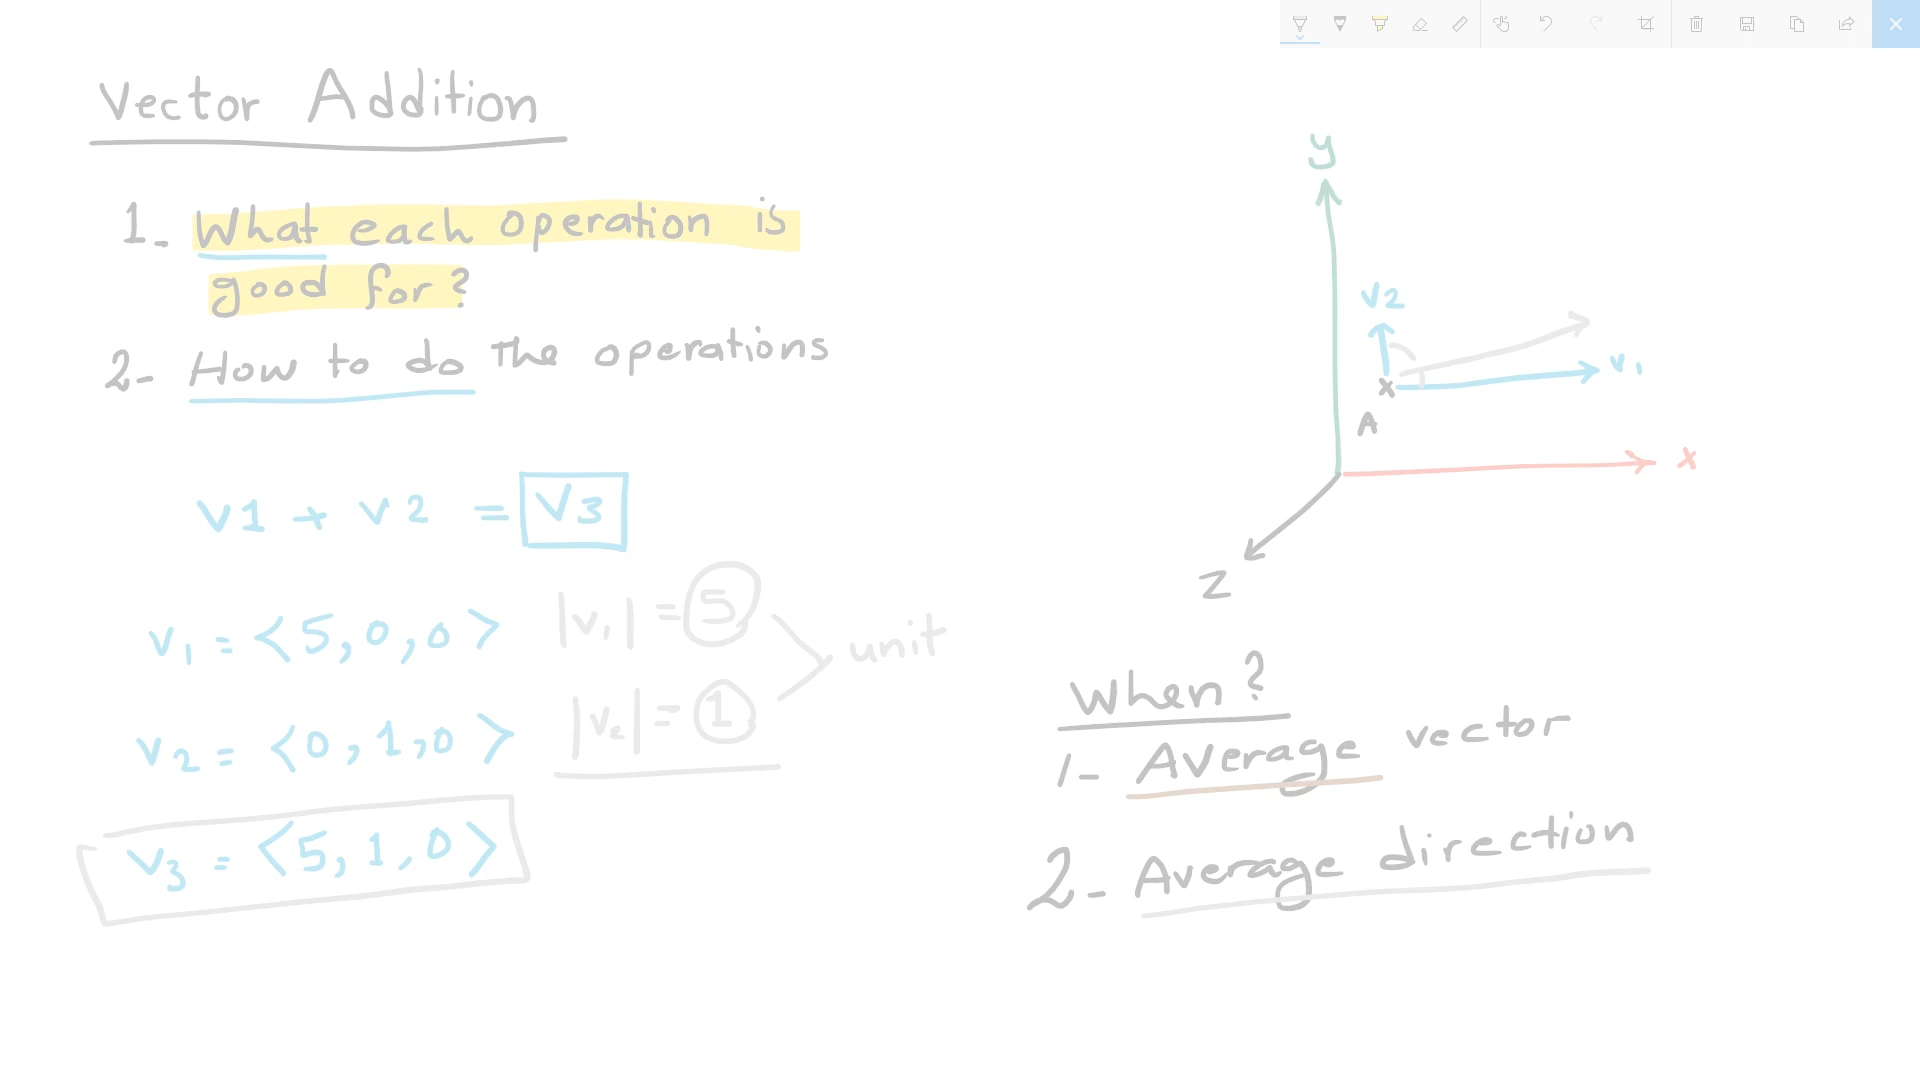 Vector Addition
1- What each operation is
good for?
2- How to do the operations
v1 + v2 = v3
v1 = <5,0,0>
|v1| = 5
unit
v2 = <0,1,0>
|v2| = 1
v3 = <5,1,0>
y
v2
v1
A
x
z
When?
1- Average vector
2- Average direction